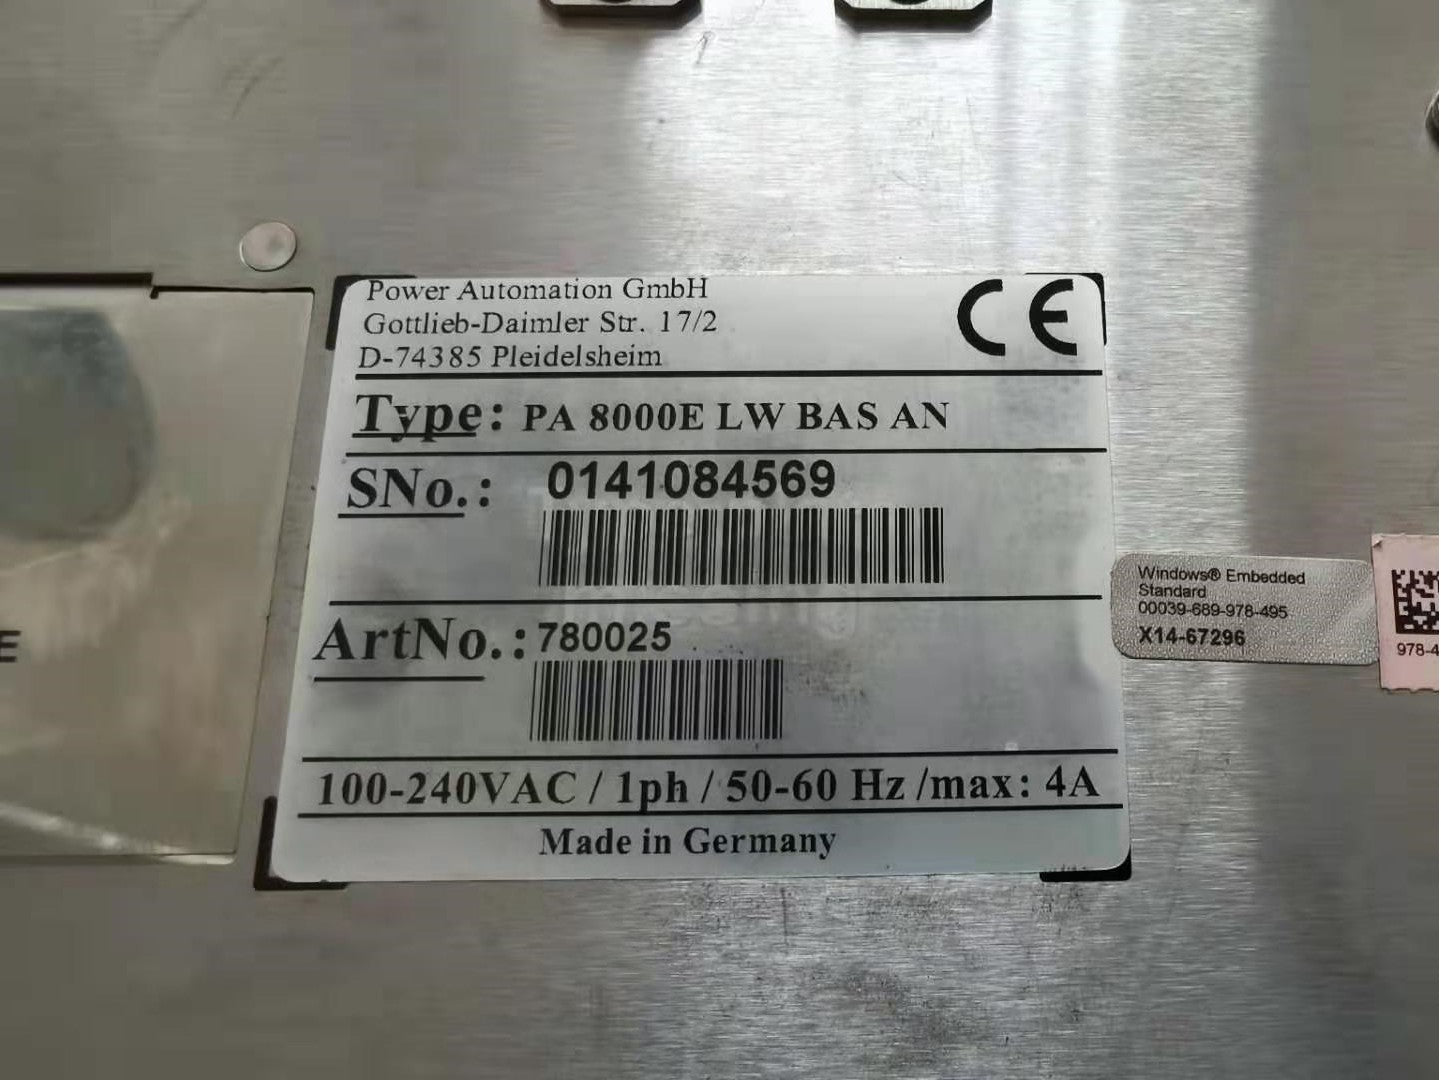 Power Automation GmbH
Gottlieb-Daimler Str. 17/2
D-74385 Pleidelsheim
CE
Type: PA 8000E LW BAS AN
SNo.: 0141084569
ArtNo.: 780025
100-240VAC / 1ph / 50-60 Hz /max: 4A
Made in Germany
Windows® Embedded
Standard
00039-689-978-495
X14-67296
978-4
E